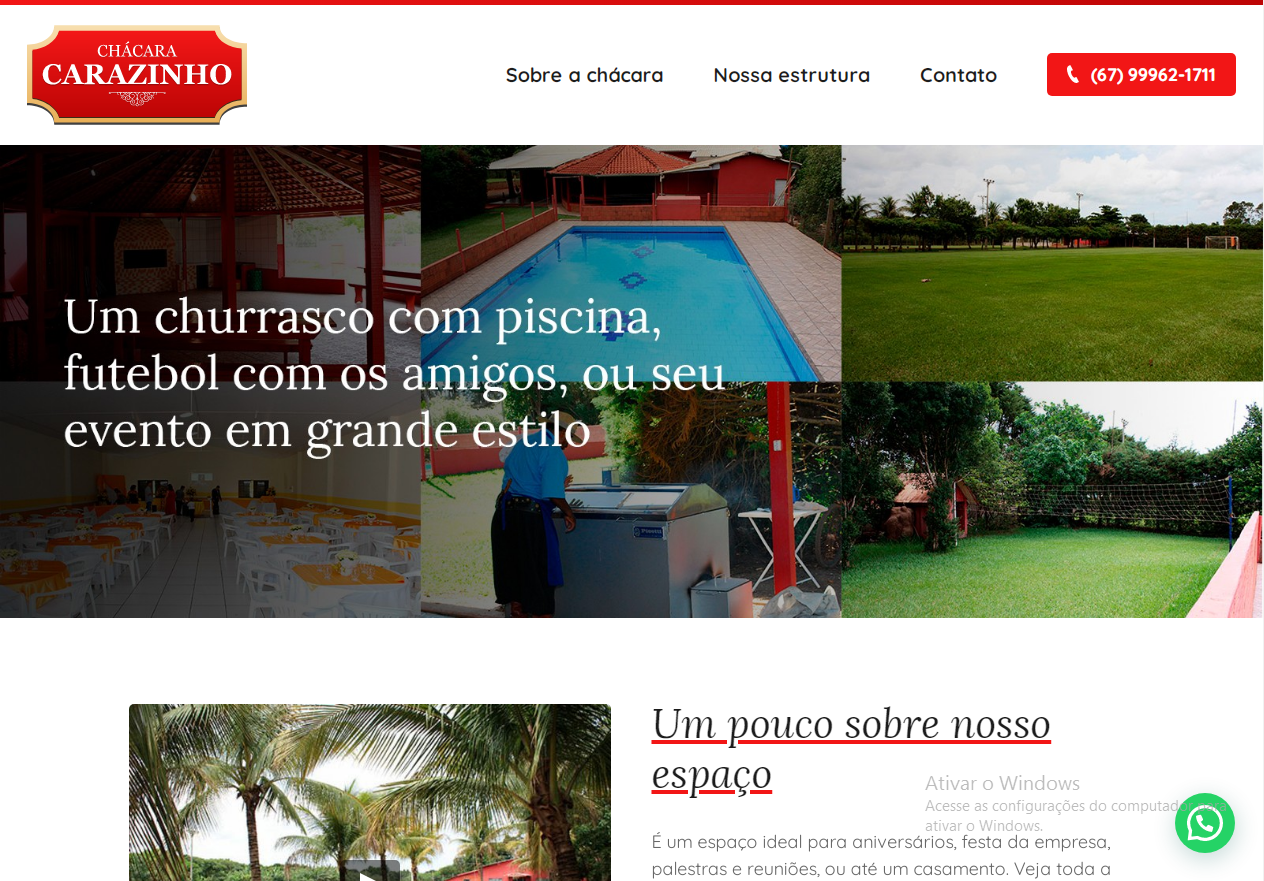 CHÁCARA
CARAZINHO
Sobre a chácara
Nossa estrutura
Contato
(67) 99962-1711
Um churrasco com piscina,
futebol com os amigos, ou seu
evento em grande estilo
Um pouco sobre nosso
espaço
Ativar o Windows
Acesse as configurações do computador para
ativar o Windows.
É um espaço ideal para aniversários, festa da empresa,
palestras e reuniões, ou até um casamento. Veja toda a